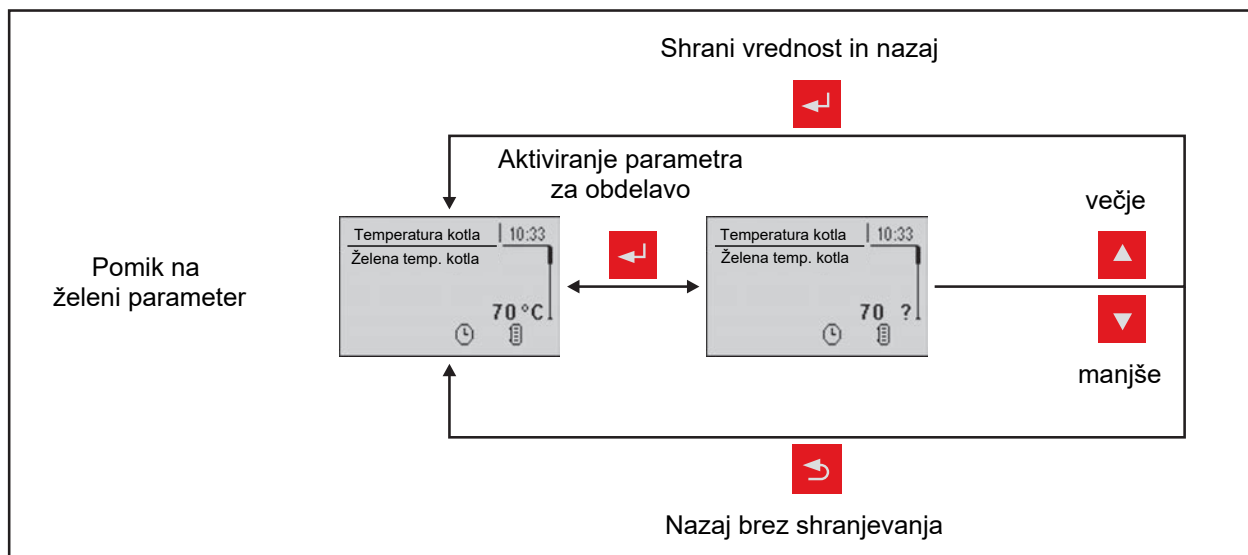 Shrani vrednost in nazaj
Aktiviranje parametra
za obdelavo
Pomik na
želeni parameter
Temperatura kotla 10:33
Želena temp. kotla
70 °C
Temperatura kotla 10:33
Želena temp. kotla
70 ?
večje
manjše
Nazaj brez shranjevanja